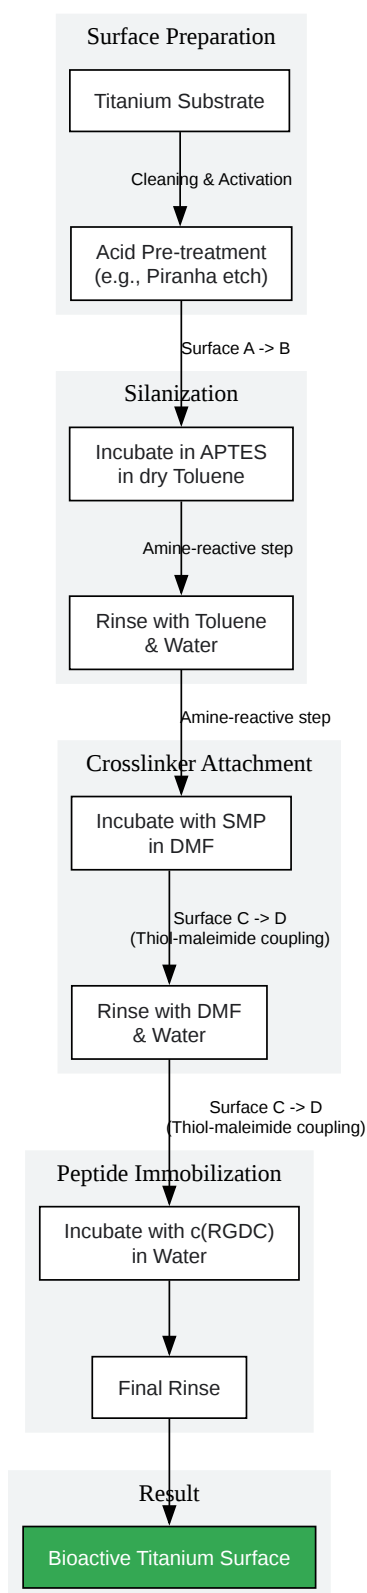 Surface Preparation
Titanium Substrate
Cleaning & Activation
Acid Pre-treatment
(e.g., Piranha etch)
Surface A -> B
Silanization
Incubate in APTES
in dry Toluene
Amine-reactive step
Rinse with Toluene
& Water
Amine-reactive step
Crosslinker Attachment
Incubate with SMP
in DMF
Surface C -> D
(Thiol-maleimide coupling)
Rinse with DMF
& Water
Surface C -> D
(Thiol-maleimide coupling)
Peptide Immobilization
Incubate with c(RGDC)
in Water
Final Rinse
Result
Bioactive Titanium Surface